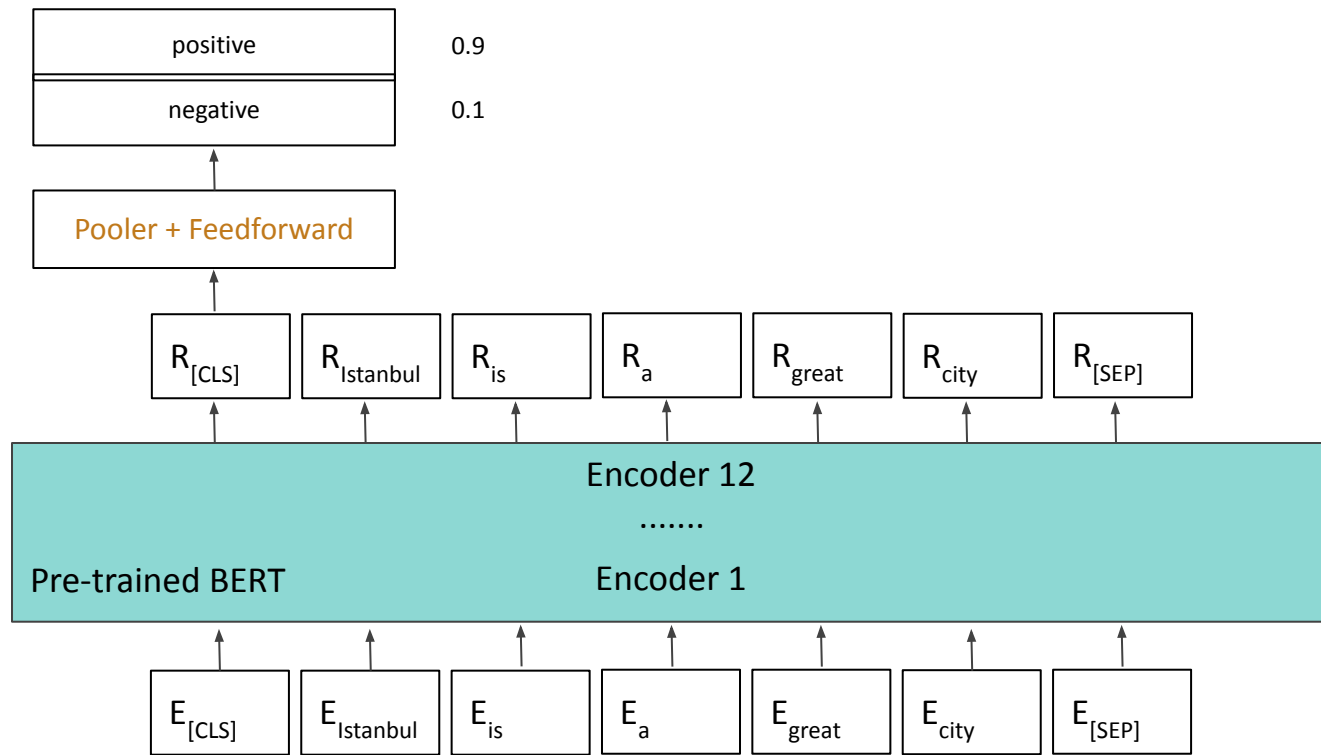 positive 0.9
negative 0.1
Pooler + Feedforward
R[CLS] RIstanbul Ris Ra Rgreat Rcity R[SEP]
Encoder 12
.......
Pre-trained BERT Encoder 1
E[CLS] EIstanbul Eis Ea Egreat Ecity E[SEP]